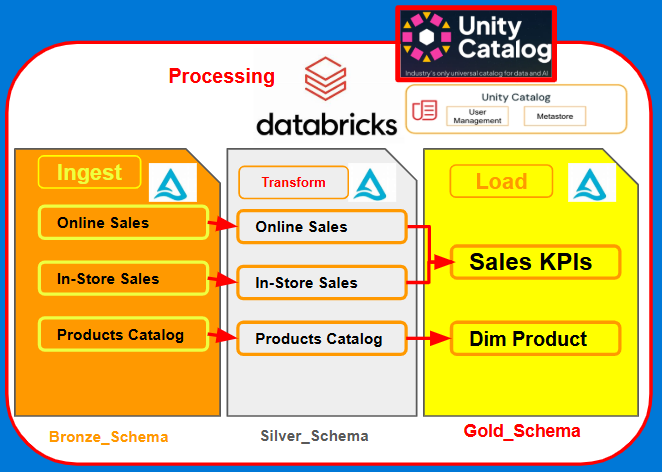 Unity
Catalog
Industry's only universal catalog for data and AI
Processing
databricks
Unity Catalog
User
Management
Metastore
Ingest
Transform
Load
Online Sales
Online Sales
In-Store Sales
In-Store Sales
Sales KPIs
Products Catalog
Products Catalog
Dim Product
Bronze_Schema
Silver_Schema
Gold_Schema